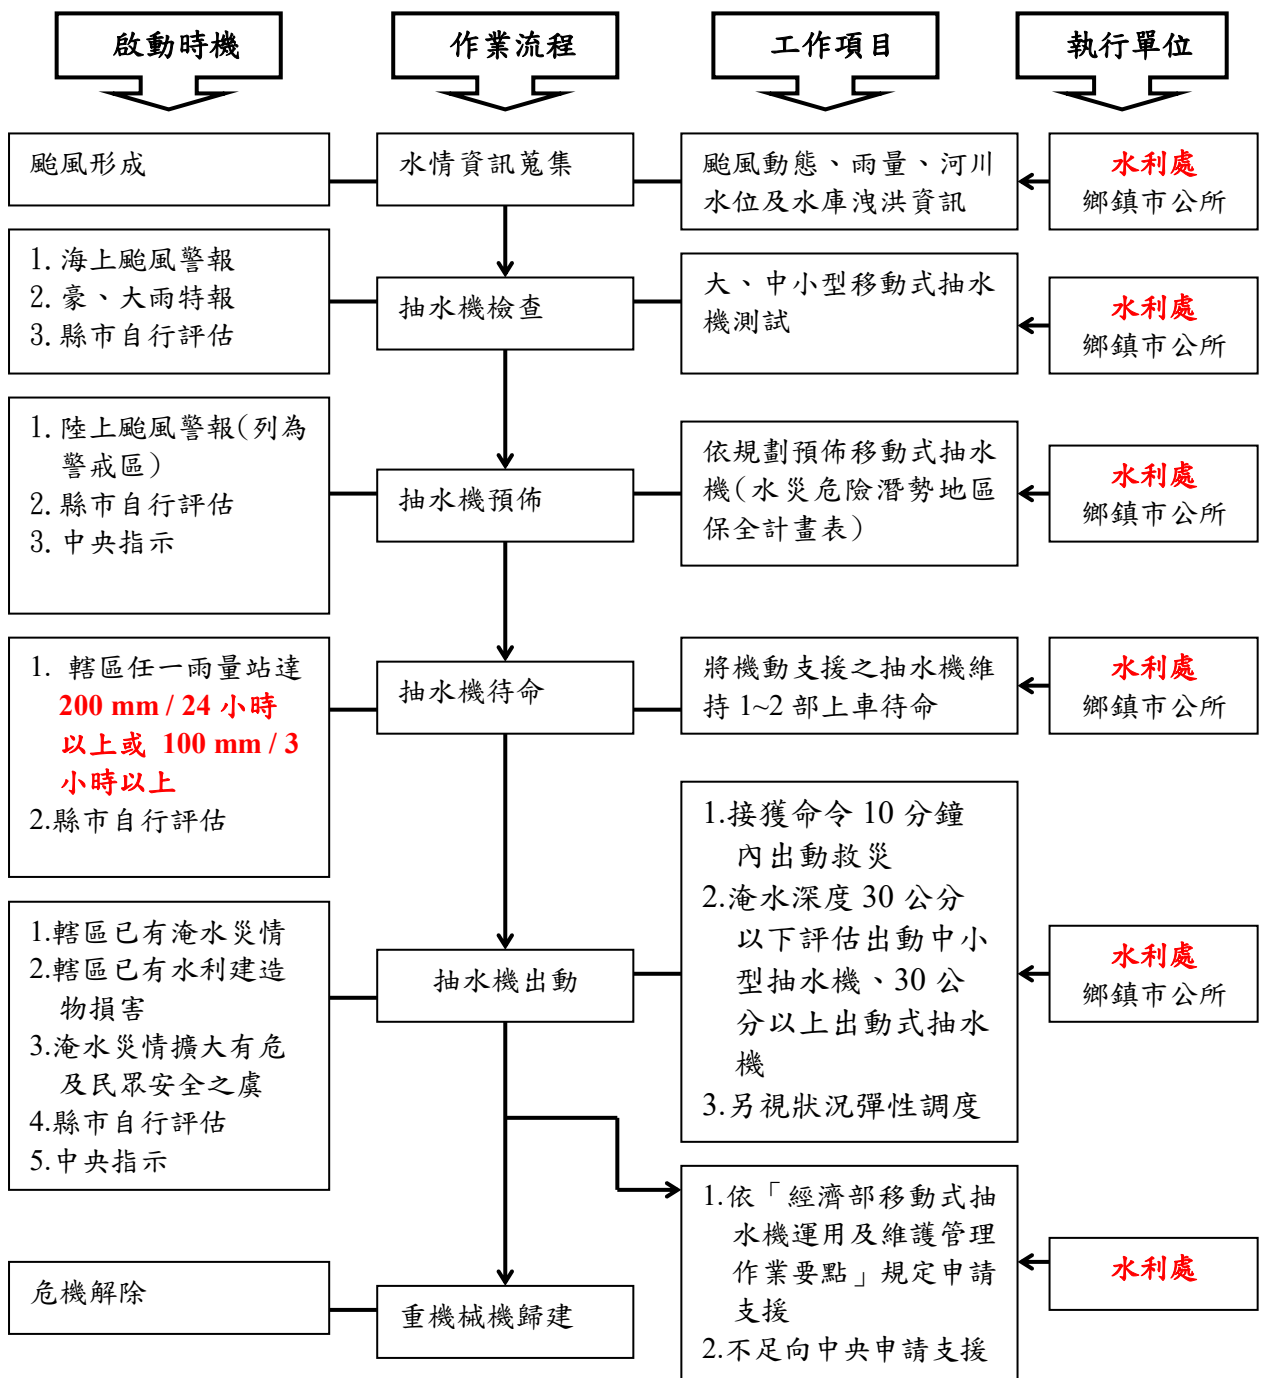 啟動時機
作業流程
工作項目
執行單位
颱風形成
水情資訊蒐集
颱風動態、雨量、河川
水位及水庫洩洪資訊
水利處
鄉鎮市公所
1.海上颱風警報
2.豪、大雨特報
3.縣市自行評估
抽水機檢查
大、中小型移動式抽水
機測試
水利處
鄉鎮市公所
1.陸上颱風警報(列為
警戒區)
2.縣市自行評估
3.中央指示
抽水機預佈
依規劃預佈移動式抽水
機(水災危險潛勢地區
保全計畫表)
水利處
鄉鎮市公所
1. 轄區任一雨量站達
200 mm / 24 小時
以上或 100 mm / 3
小時以上
2.縣市自行評估
抽水機待命
將機動支援之抽水機維
持 1~2 部上車待命
水利處
鄉鎮市公所
1.轄區已有淹水災情
2.轄區已有水利建造
物損害
3.淹水災情擴大有危
及民眾安全之虞
4.縣市自行評估
5.中央指示
抽水機出動
1.接獲命令 10 分鐘
內出動救災
2.淹水深度 30 公分
以下評估出動中小
型抽水機、30 公
分以上出動式抽水
機
3.另視狀況彈性調度
水利處
鄉鎮市公所
1.依「經濟部移動式抽
水機運用及維護管理
作業要點」規定申請
支援
2.不足向中央申請支援
水利處
危機解除
重機械機歸建